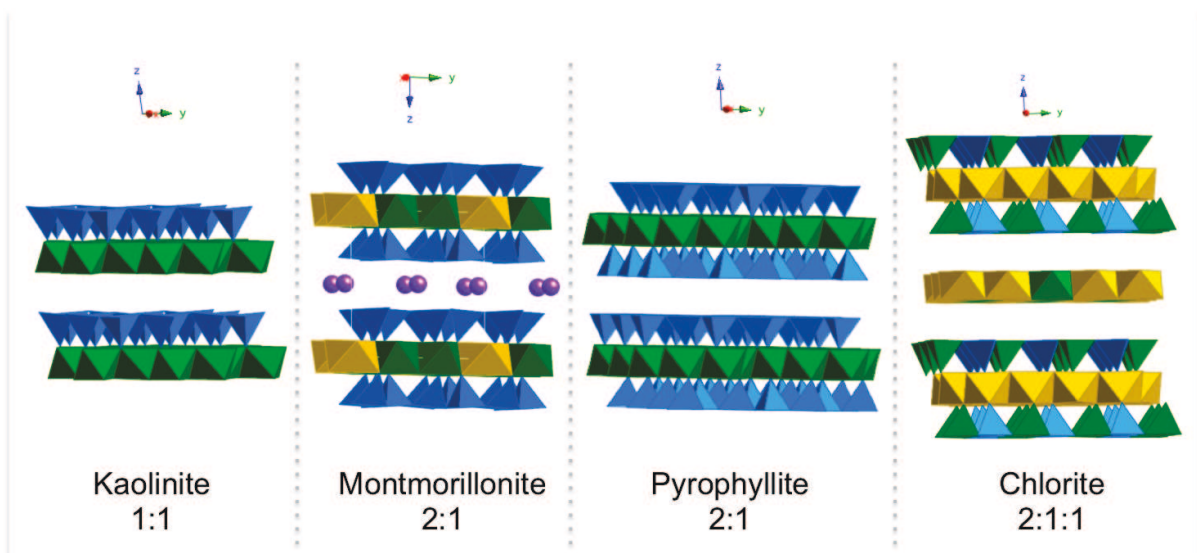 z
y
y
z
z
y
z
y
Kaolinite
1:1
Montmorillonite
2:1
Pyrophyllite
2:1
Chlorite
2:1:1